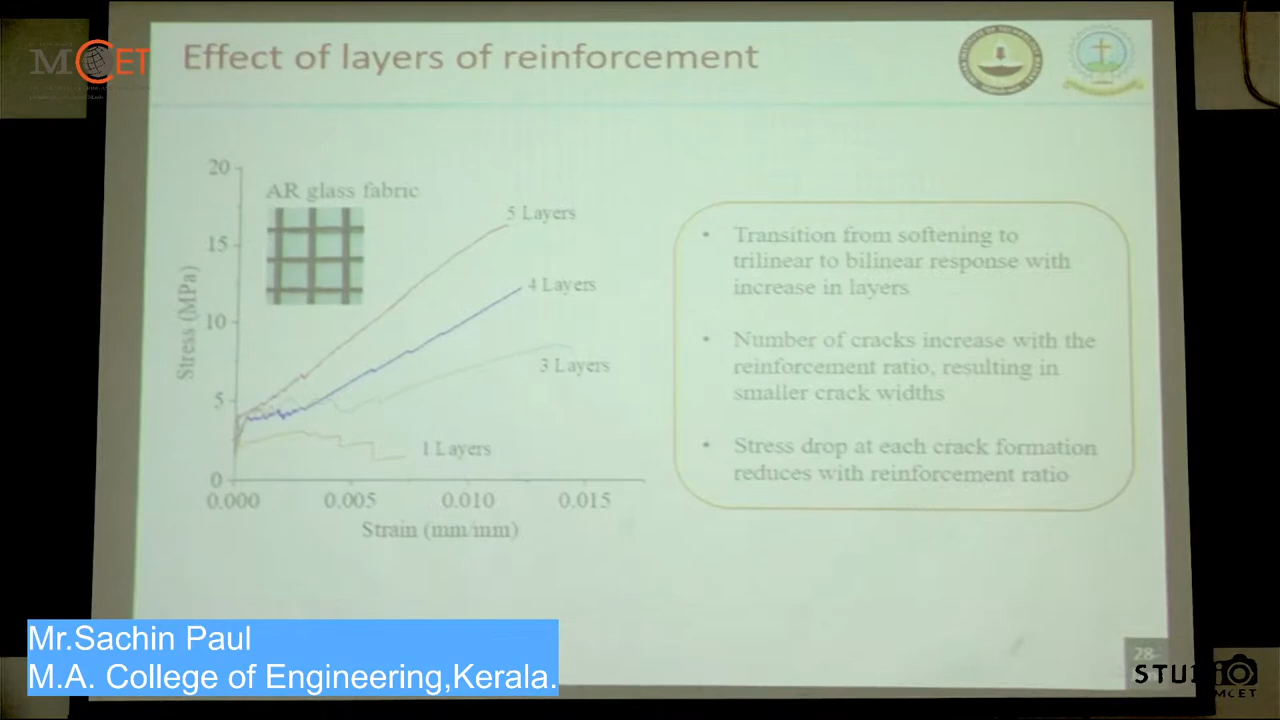 MCET
Effect of layers of reinforcement
20
15
10
5
0
Stress (MPa)
AR glass fabric
5 Layers
4 Layers
3 Layers
1 Layers
0.000
0.005
0.010
0.015
Strain (mm/mm)
• Transition from softening to
trilinear to bilinear response with
increase in layers
• Number of cracks increase with the
reinforcement ratio, resulting in
smaller crack widths
• Stress drop at each crack formation
reduces with reinforcement ratio
28
Mr.Sachin Paul
M.A. College of Engineering,Kerala.
STUDIO
MCET